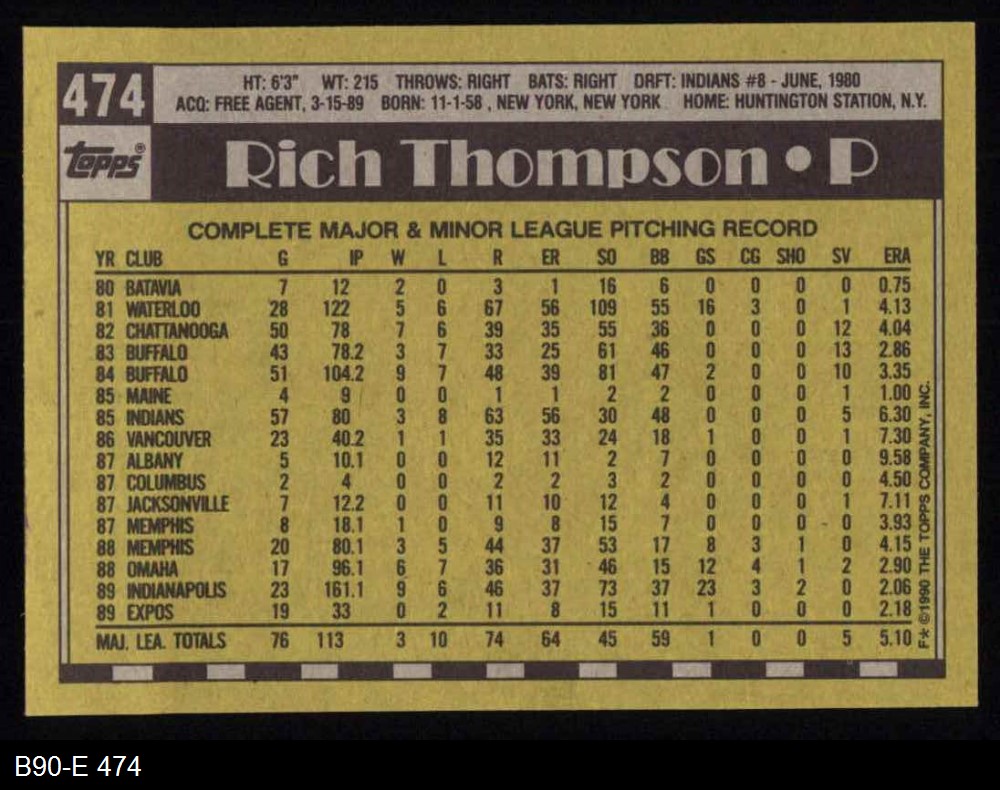 474
HT: 6'3" WT: 215 THROWS: RIGHT BATS: RIGHT DRFT: INDIANS #8 - JUNE, 1980
ACQ: FREE AGENT, 3-15-89 BORN: 11-1-58 , NEW YORK, NEW YORK HOME: HUNTINGTON STATION, N.Y.
TOPPS®
Rich Thompson • P
COMPLETE MAJOR & MINOR LEAGUE PITCHING RECORD
YR CLUB G IP W L R ER SO BB GS CG SHO SV ERA
80 BATAVIA 7 12 2 0 3 1 16 6 0 0 0 0 0.75
81 WATERLOO 28 122 5 6 67 56 109 55 16 3 0 1 4.13
82 CHATTANOOGA 50 78 7 6 39 35 55 36 0 0 0 12 4.04
83 BUFFALO 43 78.2 3 7 33 25 61 46 0 0 0 13 2.86
84 BUFFALO 51 104.2 9 7 48 39 81 47 2 0 0 10 3.35
85 MAINE 4 9 0 0 1 1 2 2 0 0 0 1 1.00
85 INDIANS 57 80 3 8 63 56 30 48 0 0 0 5 6.30
86 VANCOUVER 23 40.2 1 1 35 33 24 18 1 0 0 1 7.30
87 ALBANY 5 10.1 0 0 12 11 2 7 0 0 0 0 9.58
87 COLUMBUS 2 4 0 0 2 2 3 2 0 0 0 0 4.50
87 JACKSONVILLE 7 12.2 0 0 11 10 12 4 0 0 0 1 7.11
87 MEMPHIS 8 18.1 1 0 9 8 15 7 0 0 0 0 3.93
88 MEMPHIS 20 80.1 3 5 44 37 53 17 8 3 1 0 4.15
88 OMAHA 17 96.1 6 7 36 31 46 15 12 4 1 2 2.90
89 INDIANAPOLIS 23 161.1 9 6 46 37 73 37 23 3 2 0 2.06
89 EXPOS 19 33 0 2 11 8 15 11 1 0 0 0 2.18
MAJ. LEA. TOTALS 76 113 3 10 74 64 45 59 1 0 0 5 5.10
F* ©1990 THE TOPPS COMPANY, INC.
B90-E 474